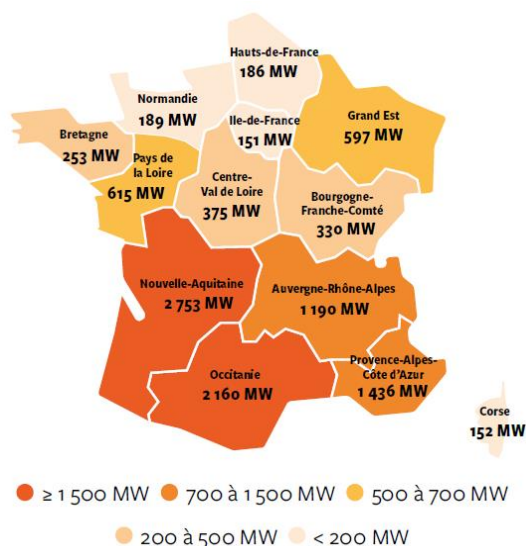 Hauts-de-France
186 MW
Normandie
189 MW
Ile-de-France
151 MW
Grand Est
597 MW
Bretagne
253 MW
Pays de
la Loire
615 MW
Centre-
Val de Loire
375 MW
Bourgogne-
Franche-Comté
330 MW
Nouvelle-Aquitaine
2 753 MW
Auvergne-Rhône-Alpes
1 190 MW
Occitanie
2 160 MW
Provence-Alpes-
Côte d'Azur
1 436 MW
Corse
152 MW
≥ 1 500 MW
700 à 1 500 MW
500 à 700 MW
200 à 500 MW
< 200 MW